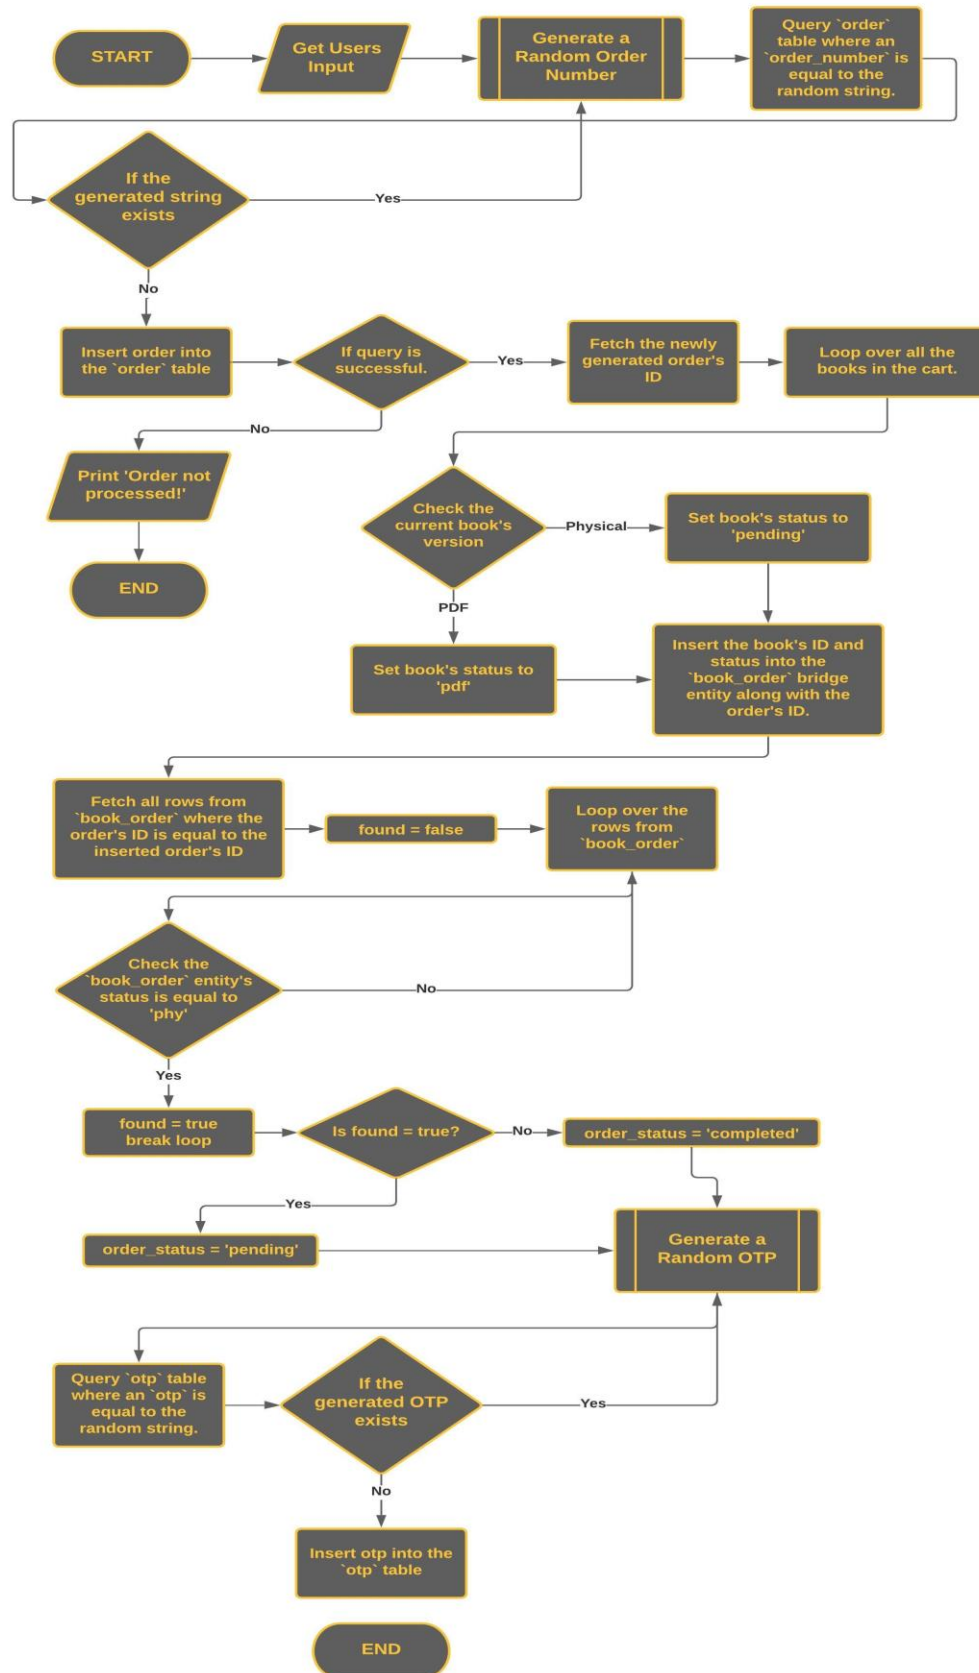 START
Get Users
Input
Generate a
Random Order
Number
Query `order`
table where an
`order_number` is
equal to the
random string.
If the
generated string
exists
Yes
No
Insert order into
the `order` table
If query is
successful.
Yes
Fetch the newly
generated order's
ID
Loop over all the
books in the cart.
No
Print 'Order not
processed!'
END
Check the
current book's
version
Physical
Set book's status to
'pending'
PDF
Set book's status to
'pdf'
Insert the book's ID and
status into the
`book_order` bridge
entity along with the
order's ID.
Fetch all rows from
`book_order` where the
order's ID is equal to the
inserted order's ID
found = false
Loop over the
rows from
`book_order`
Check the
`book_order` entity's
status is equal to
'phy'
No
Yes
found = true
break loop
Is found = true?
No
order_status = 'completed'
Yes
order_status = 'pending'
Generate a
Random OTP
Query `otp` table
where an `otp` is
equal to the
random string.
If the
generated OTP
exists
Yes
No
Insert otp into the
`otp` table
END